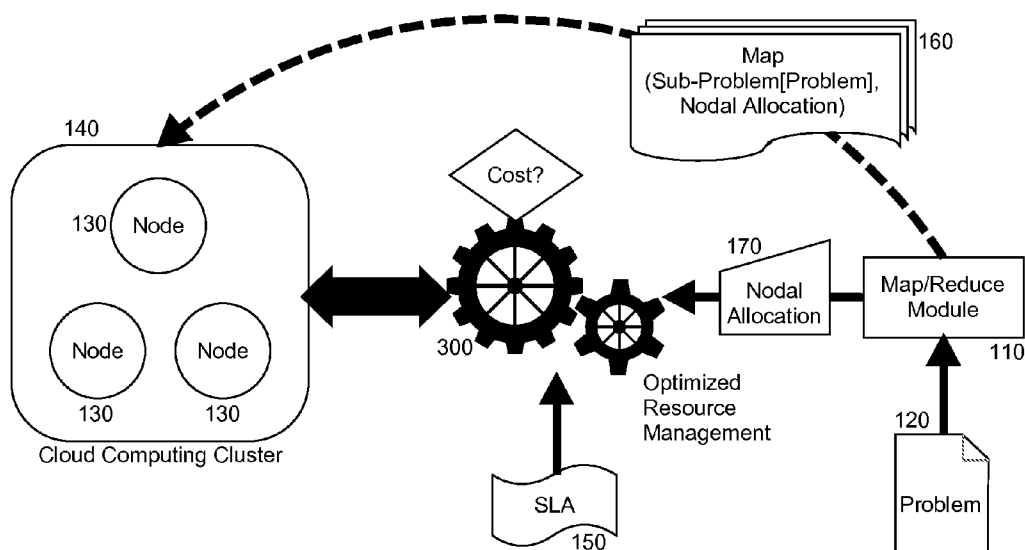 Map
(Sub-Problem[Problem],
Nodal Allocation)
160
140
Cost?
130
Node
170
Nodal
Allocation
Map/Reduce
Module
110
Node
Node
130
130
300
Optimized
Resource
Management
120
Cloud Computing Cluster
SLA
150
Problem